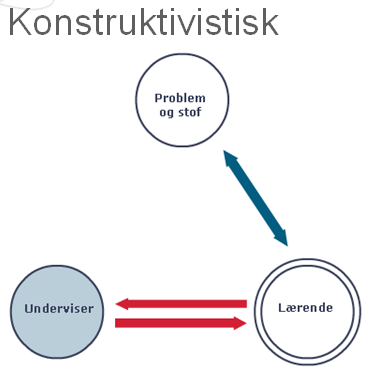 Konstruktivistisk
Problem
og stof
Underviser
Lærende